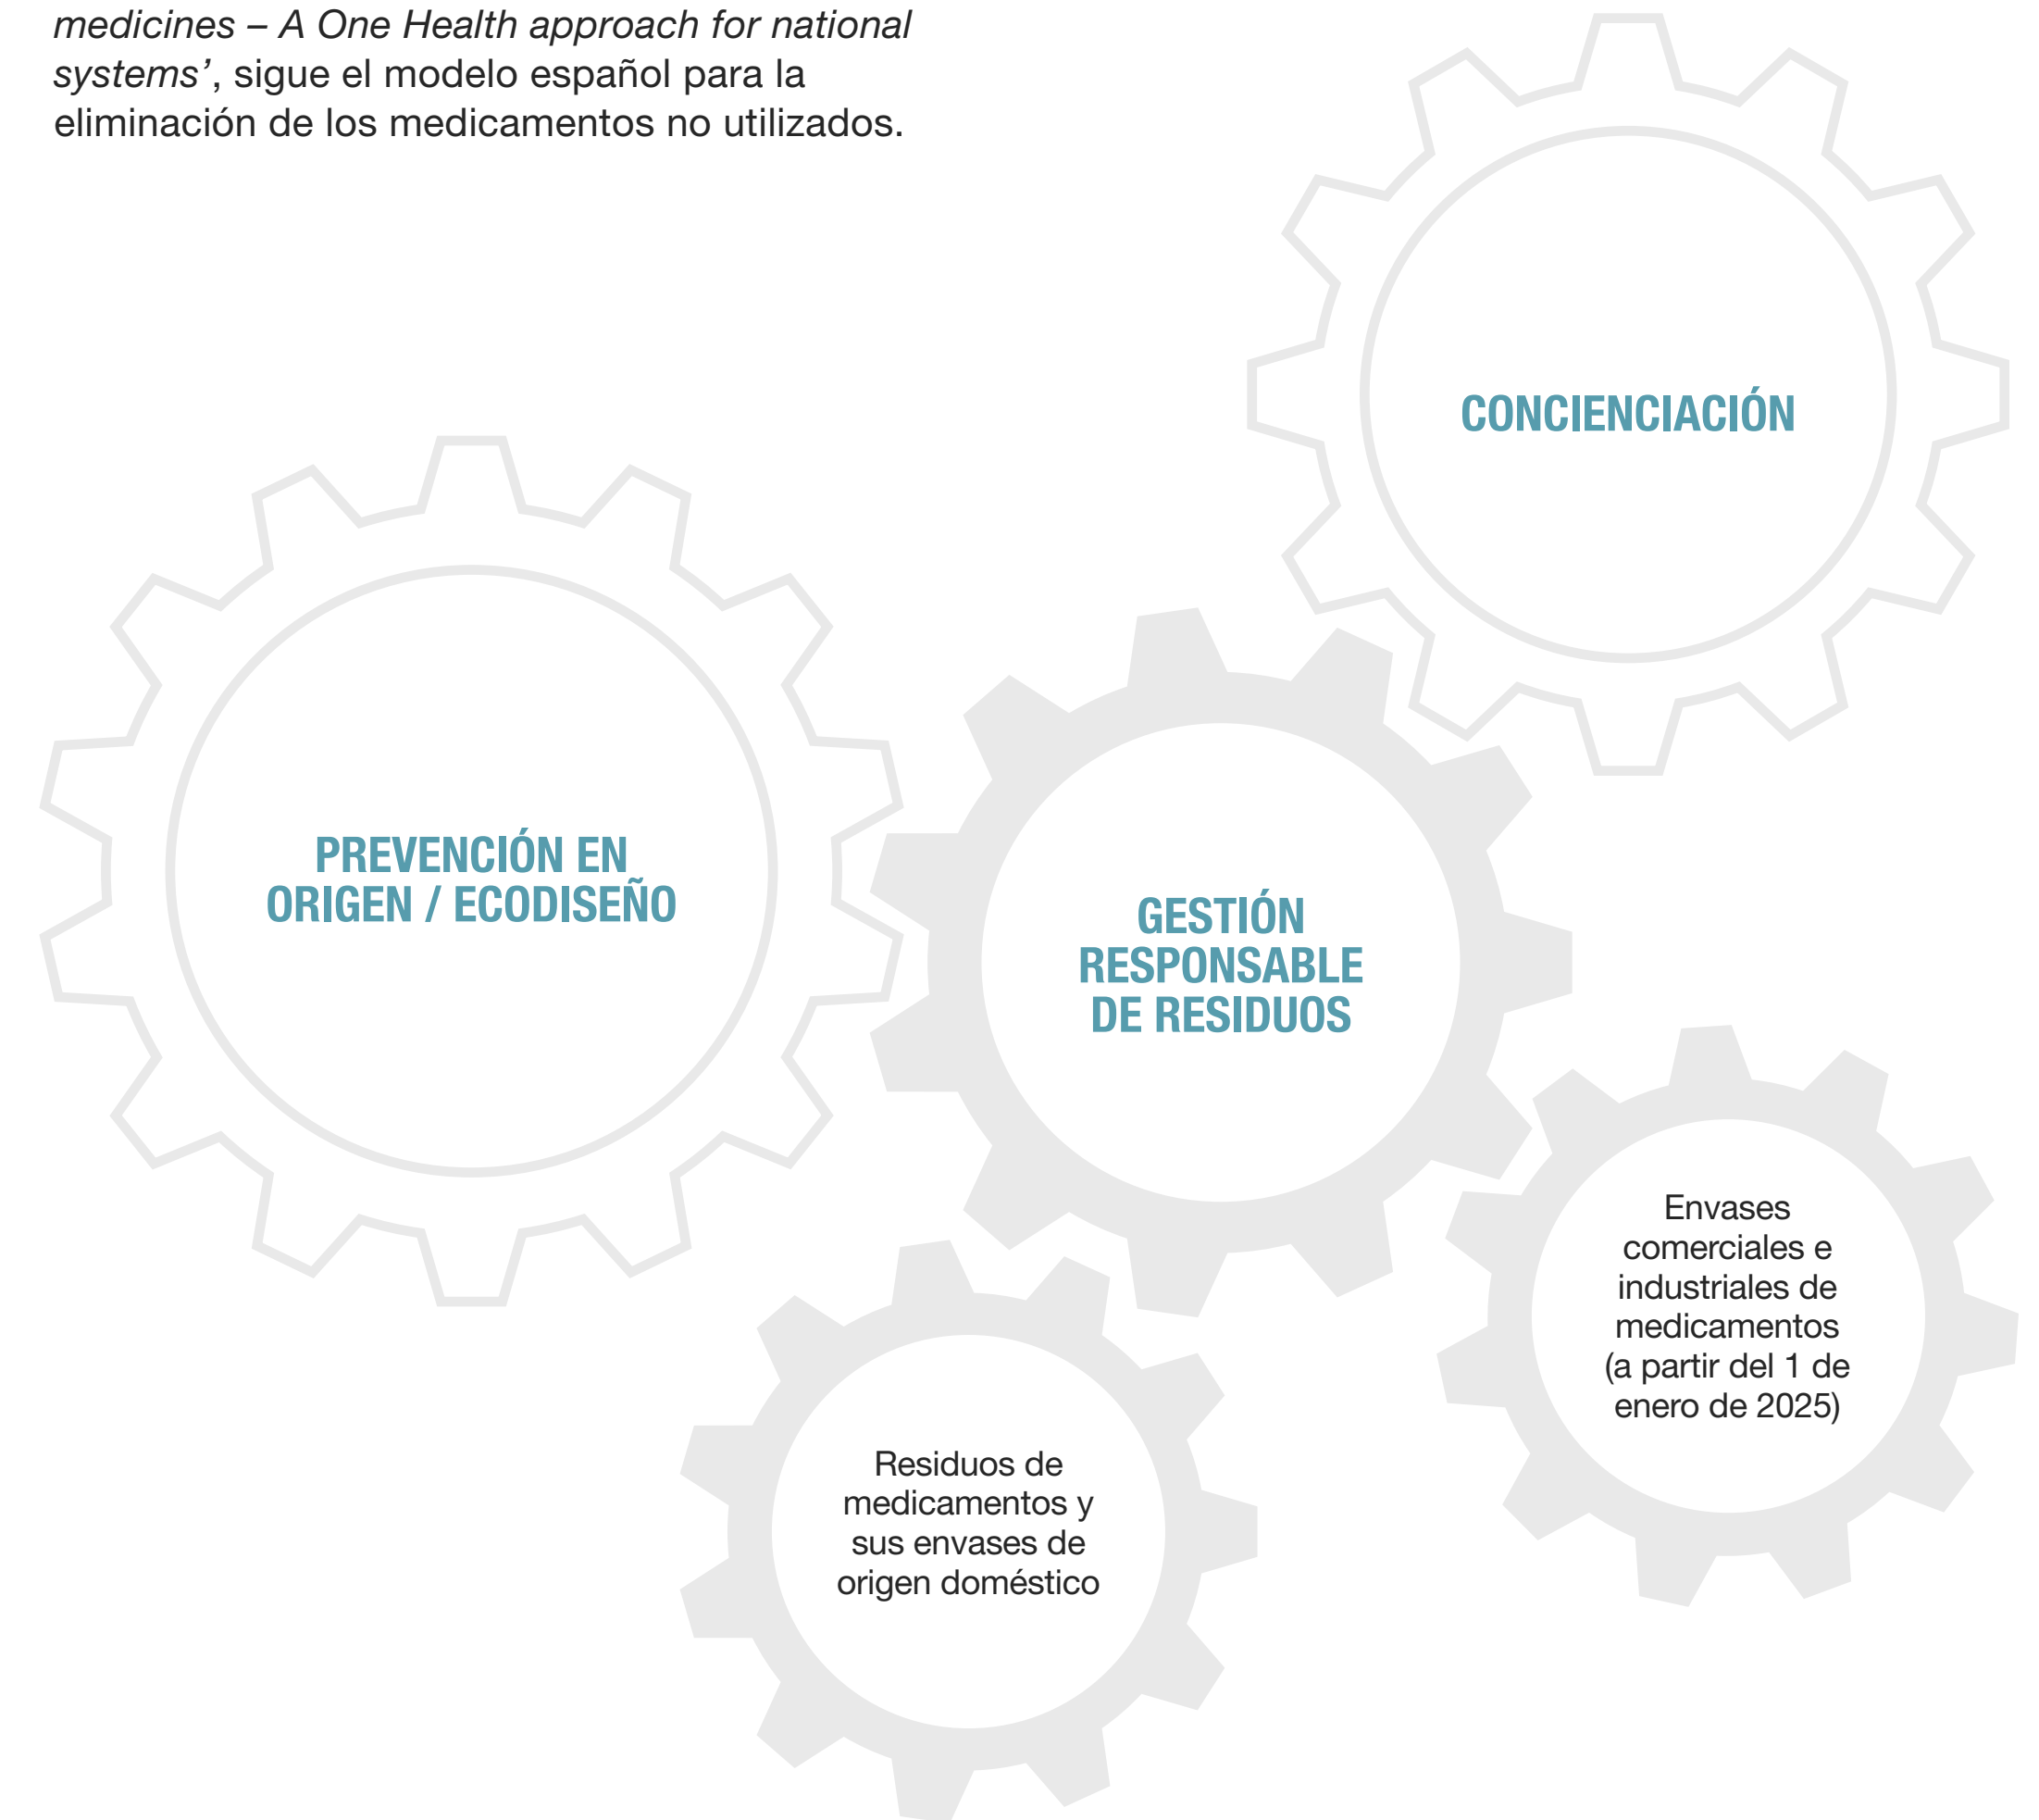 medicines – A One Health approach for national
systems’, sigue el modelo español para la
eliminación de los medicamentos no utilizados.
CONCIENCIACIÓN
PREVENCIÓN EN
ORIGEN / ECODISEÑO
GESTIÓN
RESPONSABLE
DE RESIDUOS
Envases
comerciales e
industriales de
medicamentos
(a partir del 1 de
enero de 2025)
Residuos de
medicamentos y
sus envases de
origen doméstico